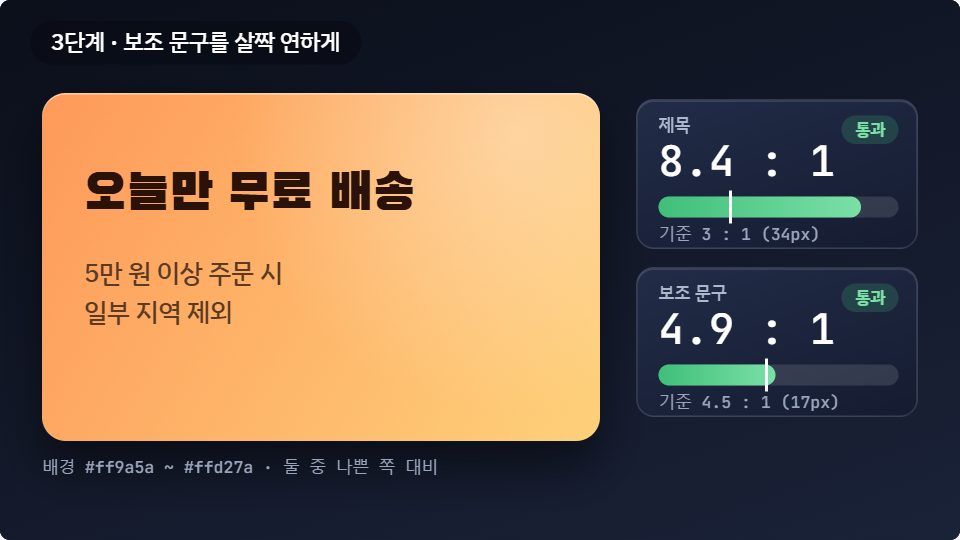 3단계 · 보조 문구를 살짝 연하게
오늘만 무료 배송
5만 원 이상 주문 시
일부 지역 제외
배경 #ff9a5a ~ #ffd27a · 둘 중 나쁜 쪽 대비
제목
통과
8.4 : 1
기준 3 : 1 (34px)
보조 문구
통과
4.9 : 1
기준 4.5 : 1 (17px)